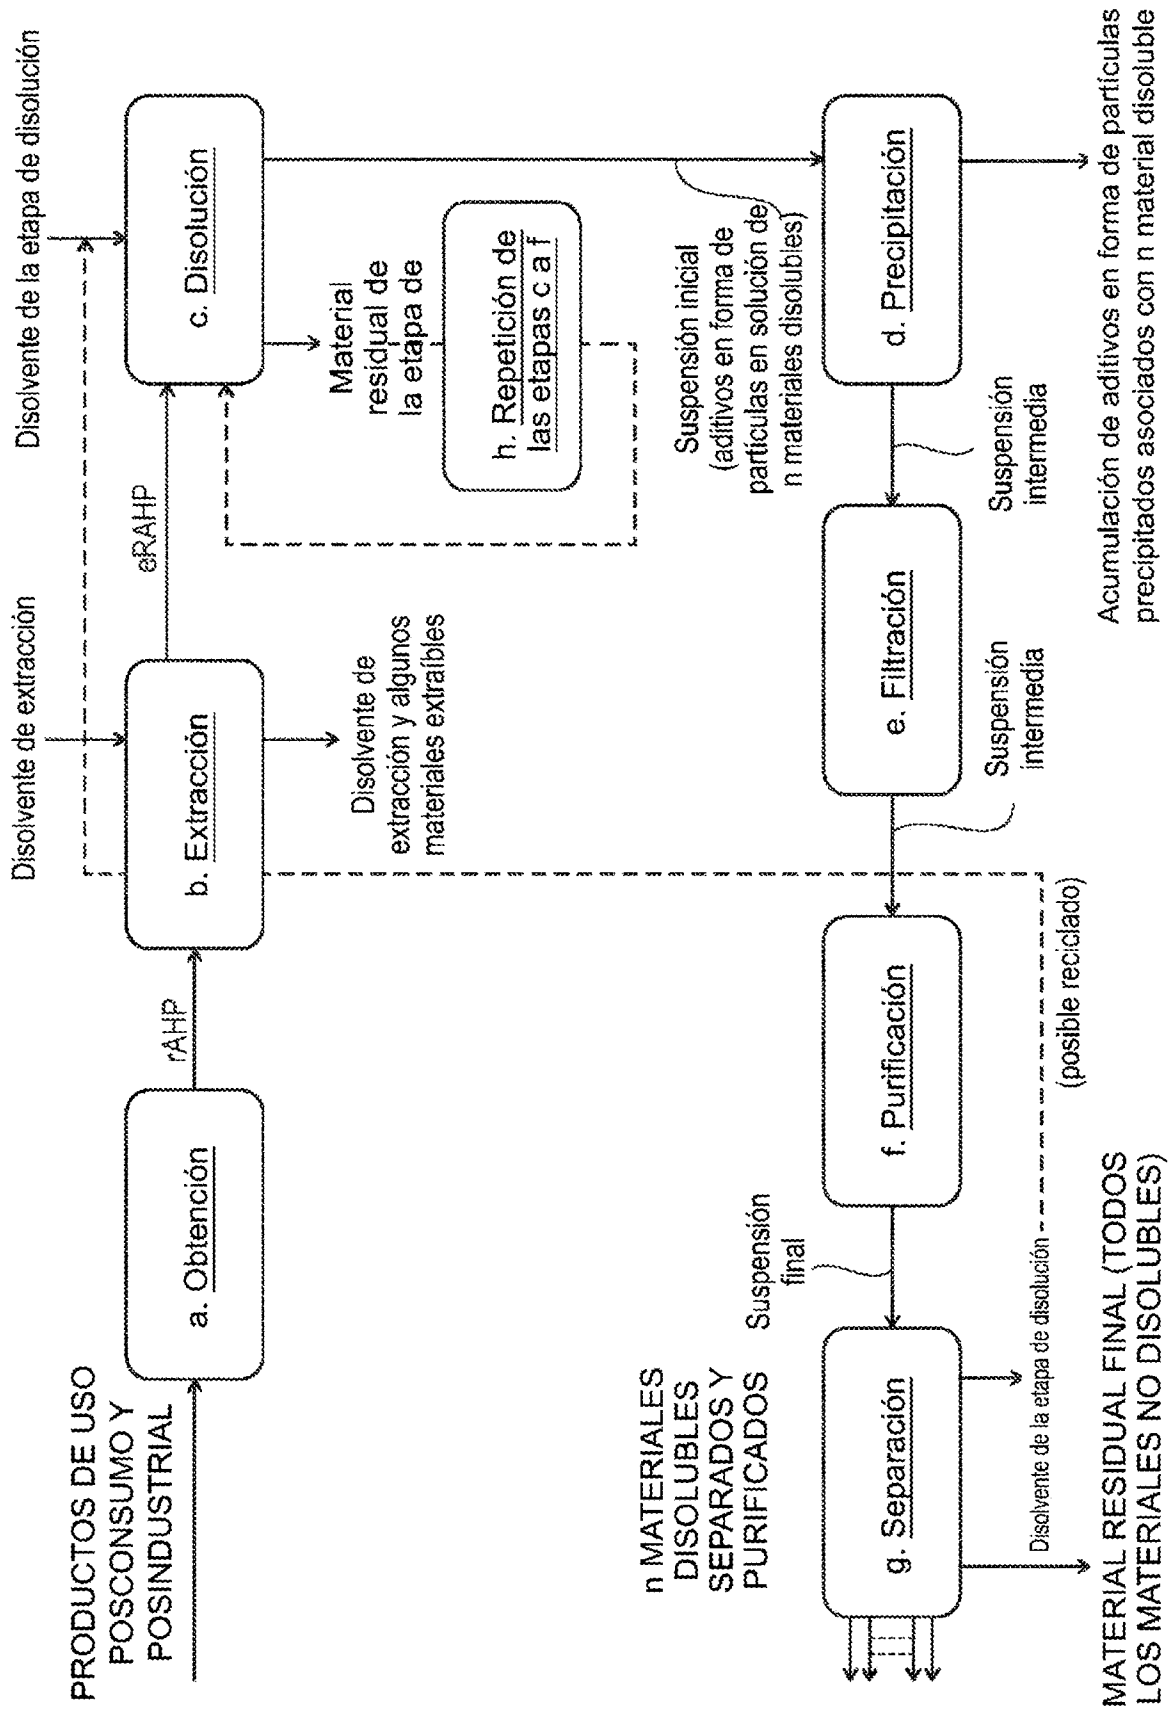 PRODUCTOS DE USO
POSCONSUMO Y
POSINDUSTRIAL
a. Obtención
rAHP
Disolvente de extracción
b. Extracción
Disolvente de
extracción y algunos
materiales extraíbles
eRAHP
Disolvente de la etapa de disolución
c. Disolución
Material
residual de
la etapa de
h. Repetición de
las etapas c a f
Suspensión inicial
(aditivos en forma de
partículas en solución de
n materiales disolubles)
d. Precipitación
Acumulación de aditivos en forma de partículas
precipitados asociados con n material disoluble
Suspensión
intermedia
e. Filtración
Suspensión
intermedia
f. Purificación
(posible reciclado)
Suspensión
final
g. Separación
n MATERIALES
DISOLUBLES
SEPARADOS Y
PURIFICADOS
Disolvente de la etapa de disolución
MATERIAL RESIDUAL FINAL (TODOS
LOS MATERIALES NO DISOLUBLES)